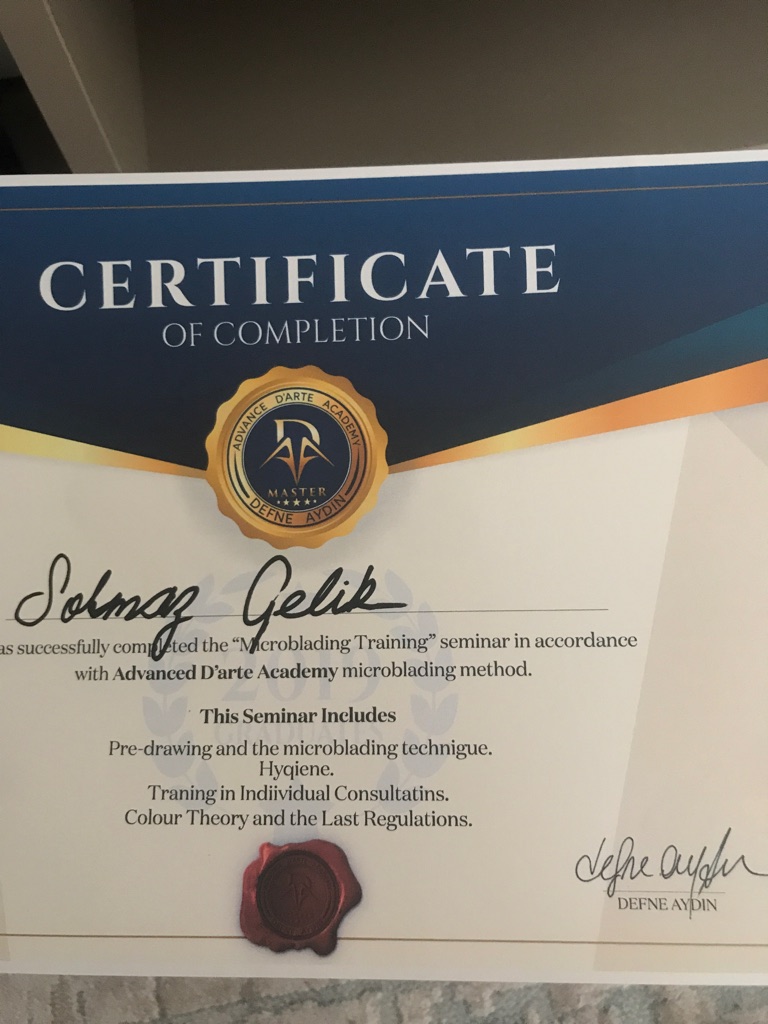 CERTIFICATE
OF COMPLETION
ADVANCE D'ARTE ACADEMY
MASTER
DEFNE AYDIN
Solmaz Gelik
as successfully completed the “Microblading Training” seminar in accordance
with Advanced D'arte Academy microblading method.
This Seminar Includes
Pre-drawing and the microblading technigue.
Hyqiene.
Traning in Indiividual Consultatins.
Colour Theory and the Last Regulations.
Defne Aydın
DEFNE AYDIN
2019
GRADUATES